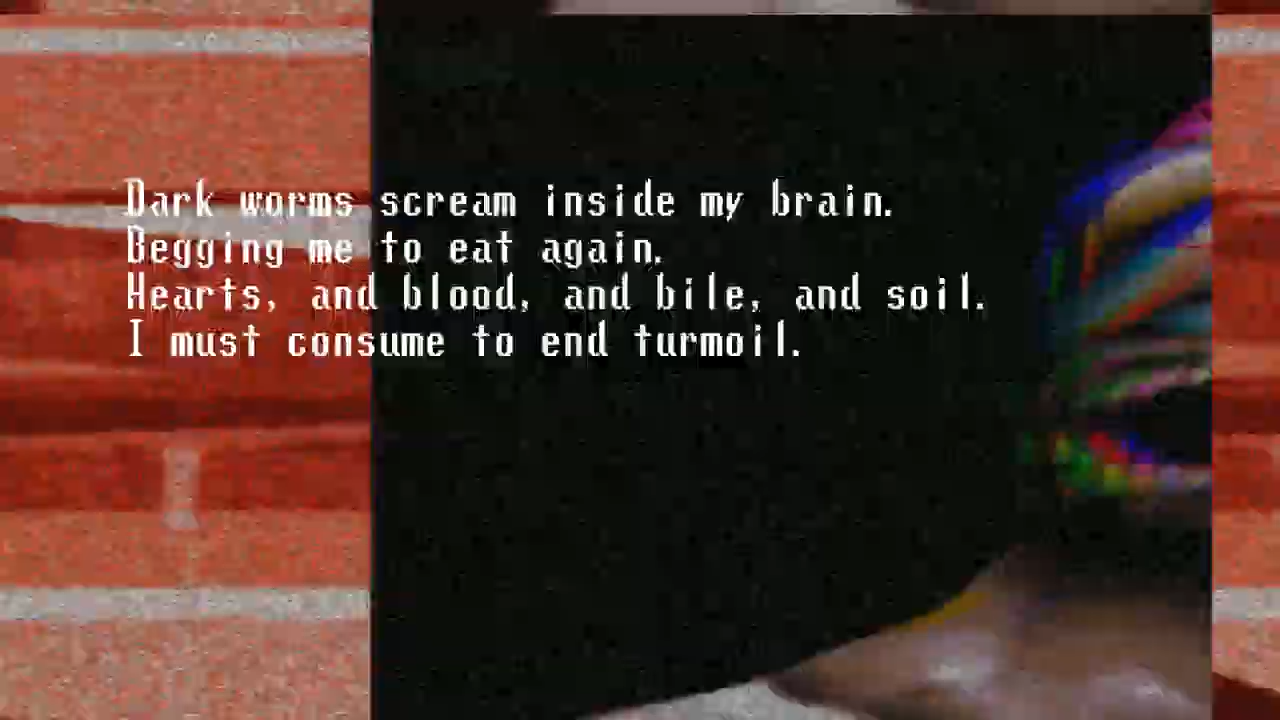 Dark worms scream inside my brain.
Begging me to eat again.
Hearts, and blood, and bile, and soil.
I must consume to end turmoil.